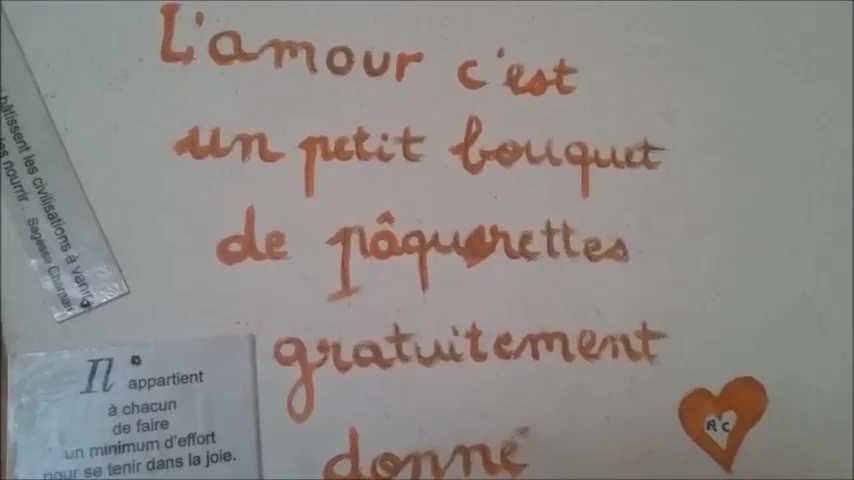 L'amour c'est
un petit bouquet
de pâquerettes
gratuitement
donné
RC
bâtissent les civilisations à venir
les nourrir. Sagesse
Il appartient
à chacun
de faire
un minimum d'effort
pour se tenir dans la joie.